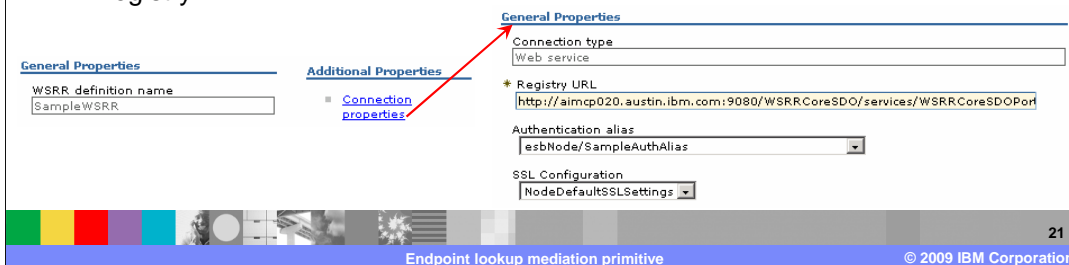 egistry
General Properties
WSRR definition name
SampleWSRR
Additional Properties
Connection
properties
General Properties
Connection type
Web service
* Registry URL
http://aimcp020.austin.ibm.com:9080/WSRRCoreSDO/services/WSRRCoreSDOPort
Authentication alias
esbNode/SampleAuthAlias
SSL Configuration
NodeDefaultSSLSettings
21
Endpoint lookup mediation primitive
© 2009 IBM Corporation